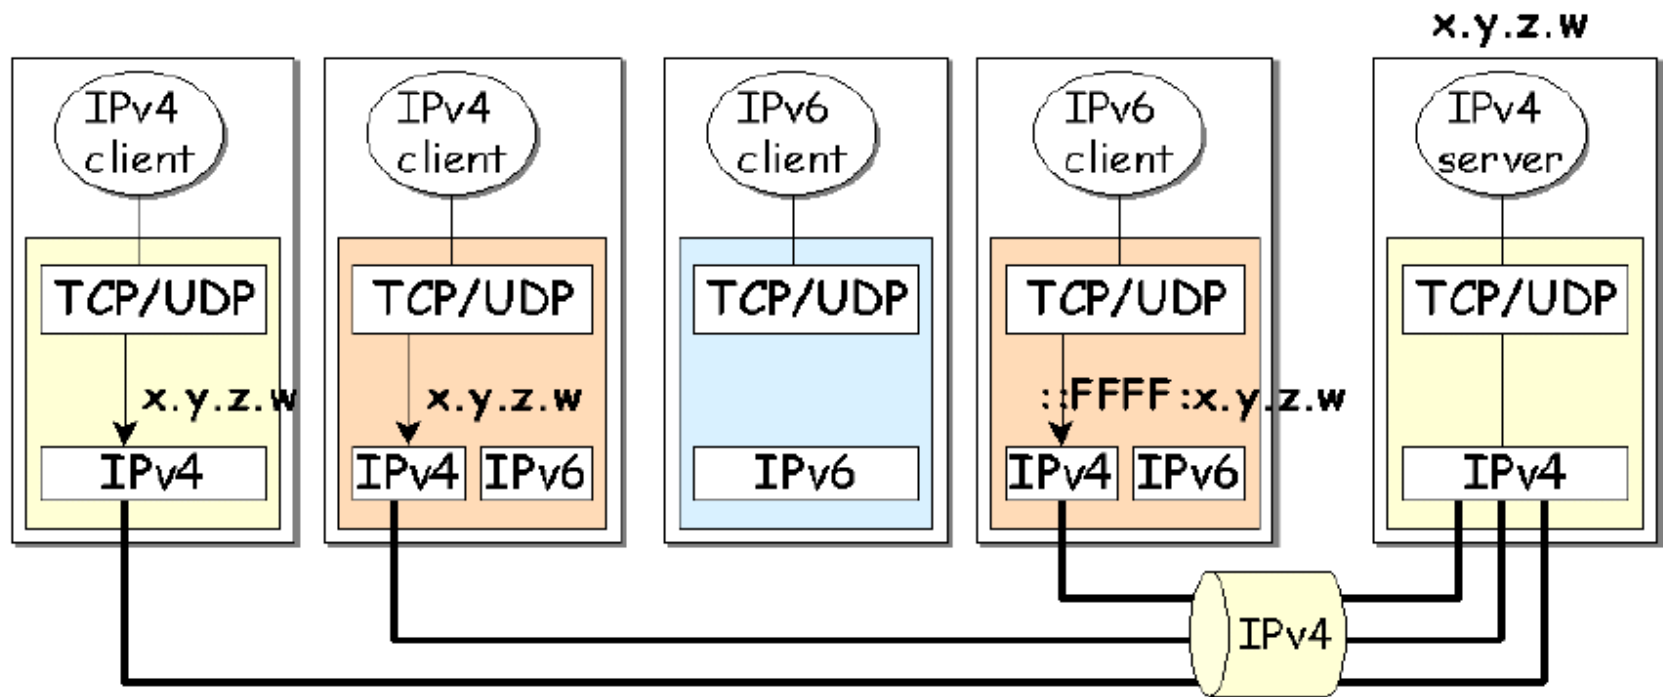 x.y.z.w
IPv4
client
IPv4
client
IPv6
client
IPv6
client
IPv4
server
TCP/UDP
TCP/UDP
TCP/UDP
TCP/UDP
TCP/UDP
x.y.z.w
x.y.z.w
::FFFF:x.y.z.w
IPv4
IPv4
IPv6
IPv6
IPv4
IPv6
IPv4
IPv4